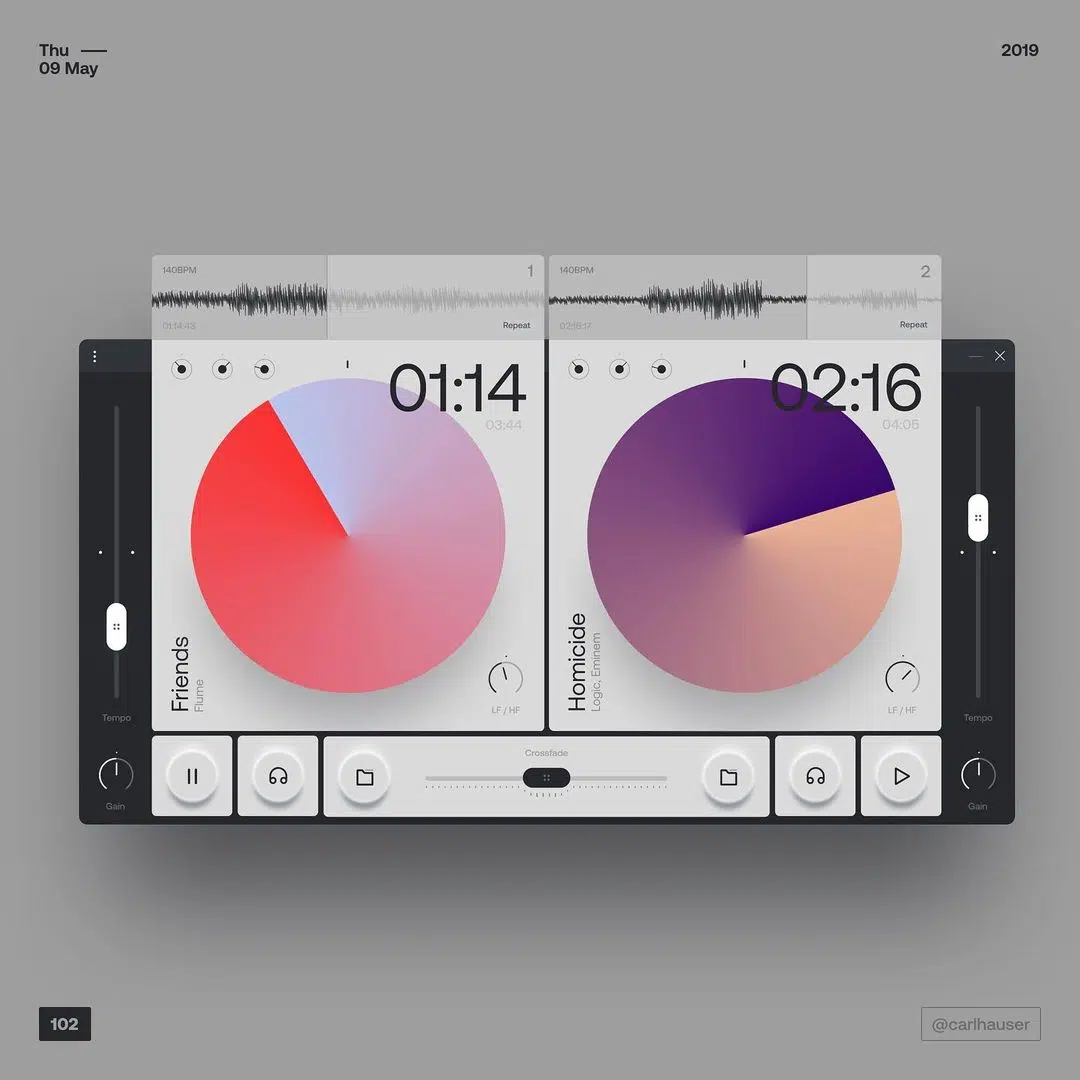 Thu —
09 May
2019
140BPM
1
01:14:43
Repeat
140BPM
2
02:16:17
Repeat
01:14
03:44
Friends
Flume
LF / HF
02:16
04:05
Homicide
Logic, Eminem
LF / HF
Tempo
Gain
Crossfade
Tempo
Gain
102
@carlhauser